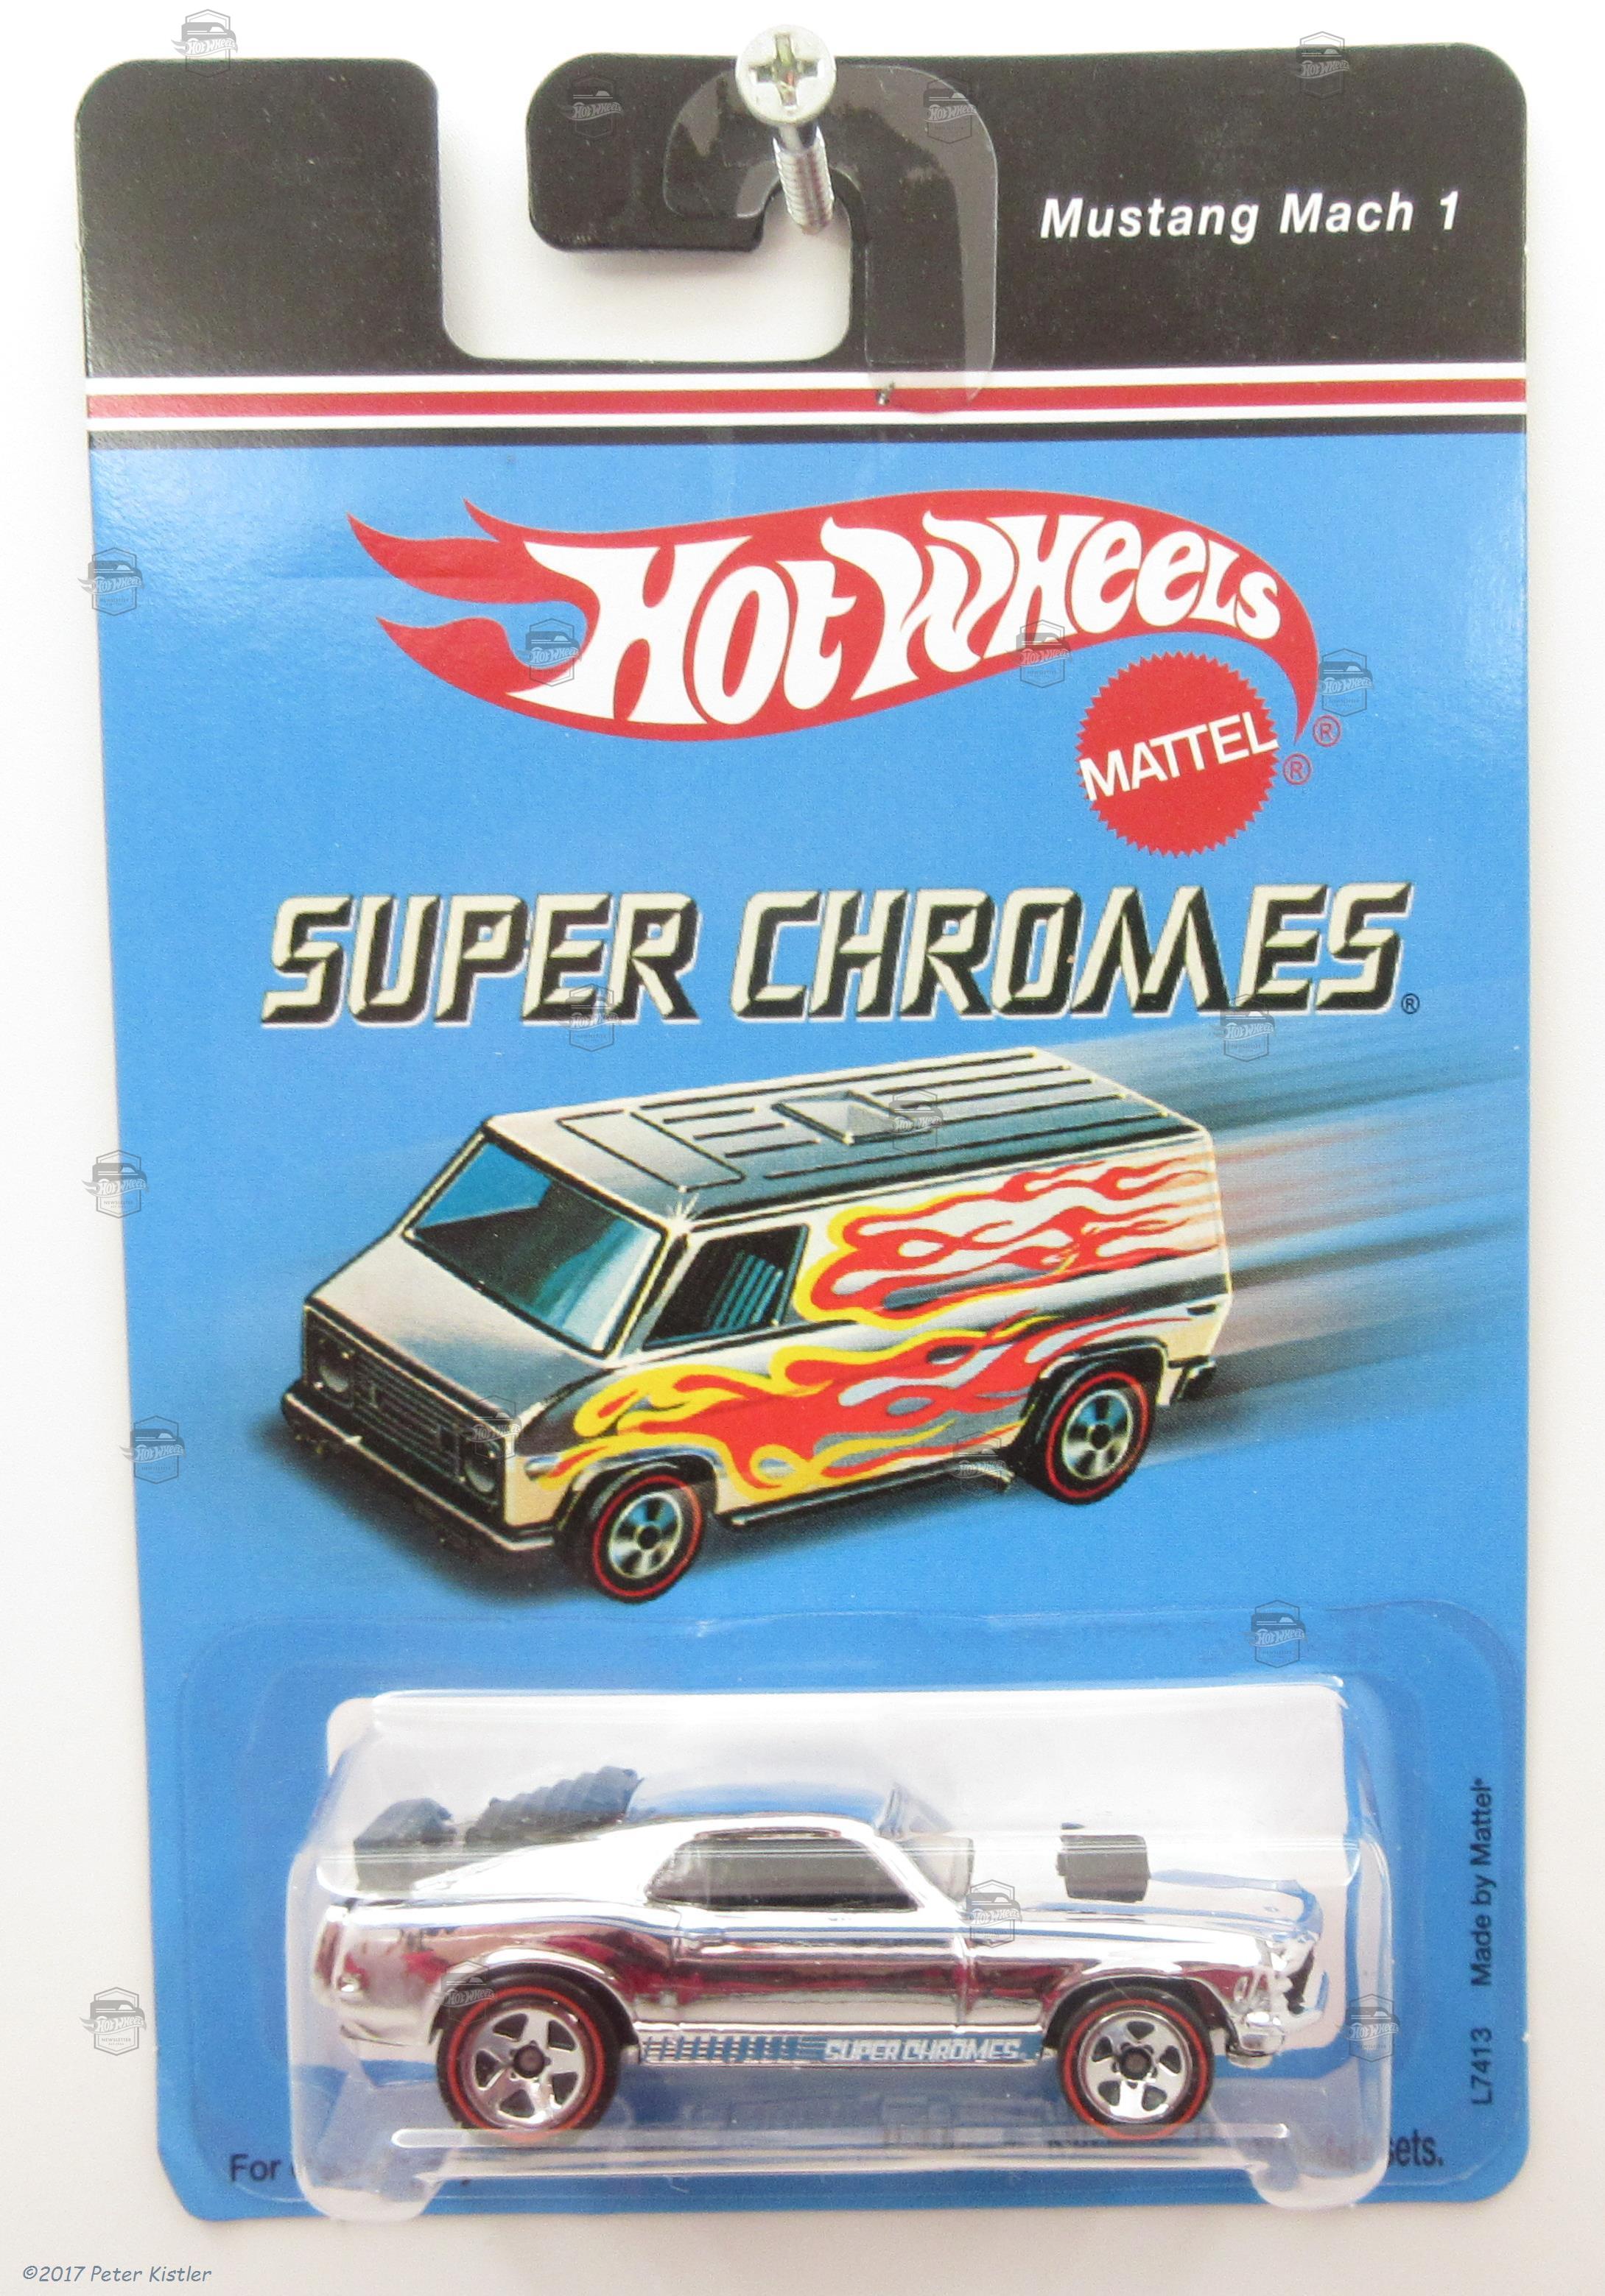 Mustang Mach 1
Hot Wheels
®
MATTEL
®
SUPER CHROMES®
SUPER CHROMES
L7413 Made by Mattel®
For
sets.
©2017 Peter Kistler